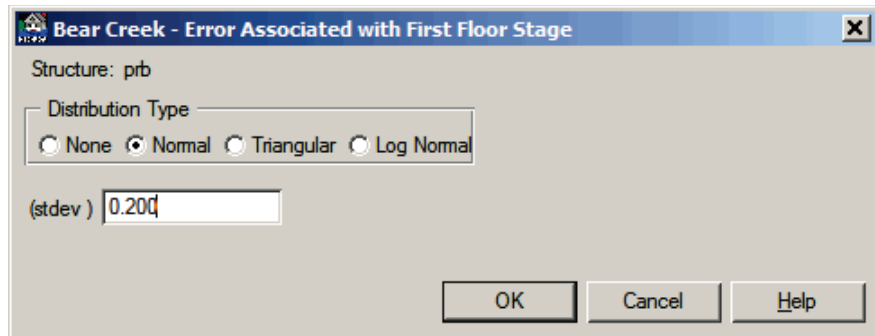 Bear Creek - Error Associated with First Floor Stage
Structure: prb
Distribution Type
None Normal Triangular Log Normal
(stdev ) 0.200
OK Cancel Help